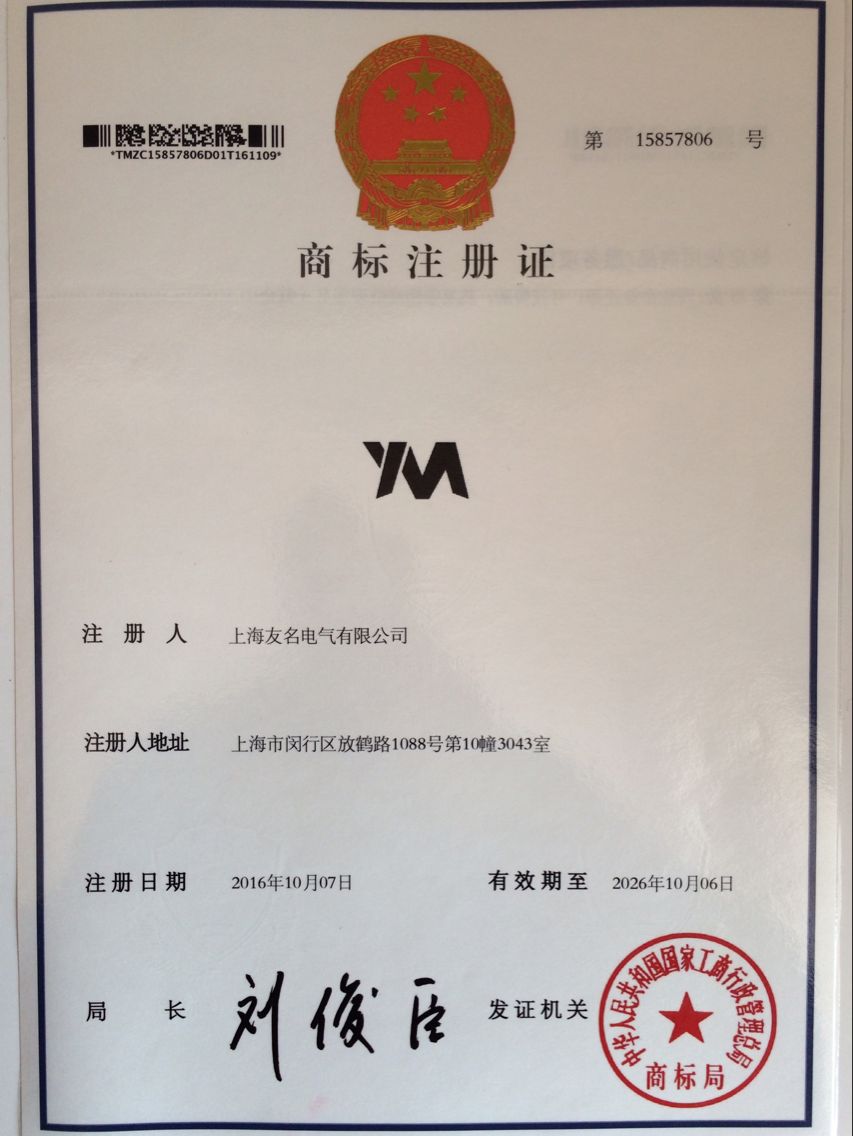 *TMZC15857806D01T161109*
第 15857806 号
商标注册证
YM
注册人 上海友名电气有限公司
注册人地址 上海市闵行区放鹤路1088号第10幢3043室
注册日期 2016年10月07日 有效期至 2026年10月06日
局长 刘俊臣 发证机关
中华人民共和国国家工商行政管理总局
商标局